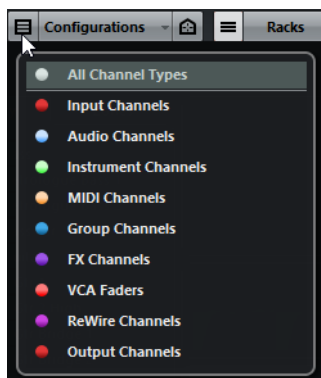 Configurations Racks
All Channel Types
Input Channels
Audio Channels
Instrument Channels
MIDI Channels
Group Channels
FX Channels
VCA Faders
ReWire Channels
Output Channels